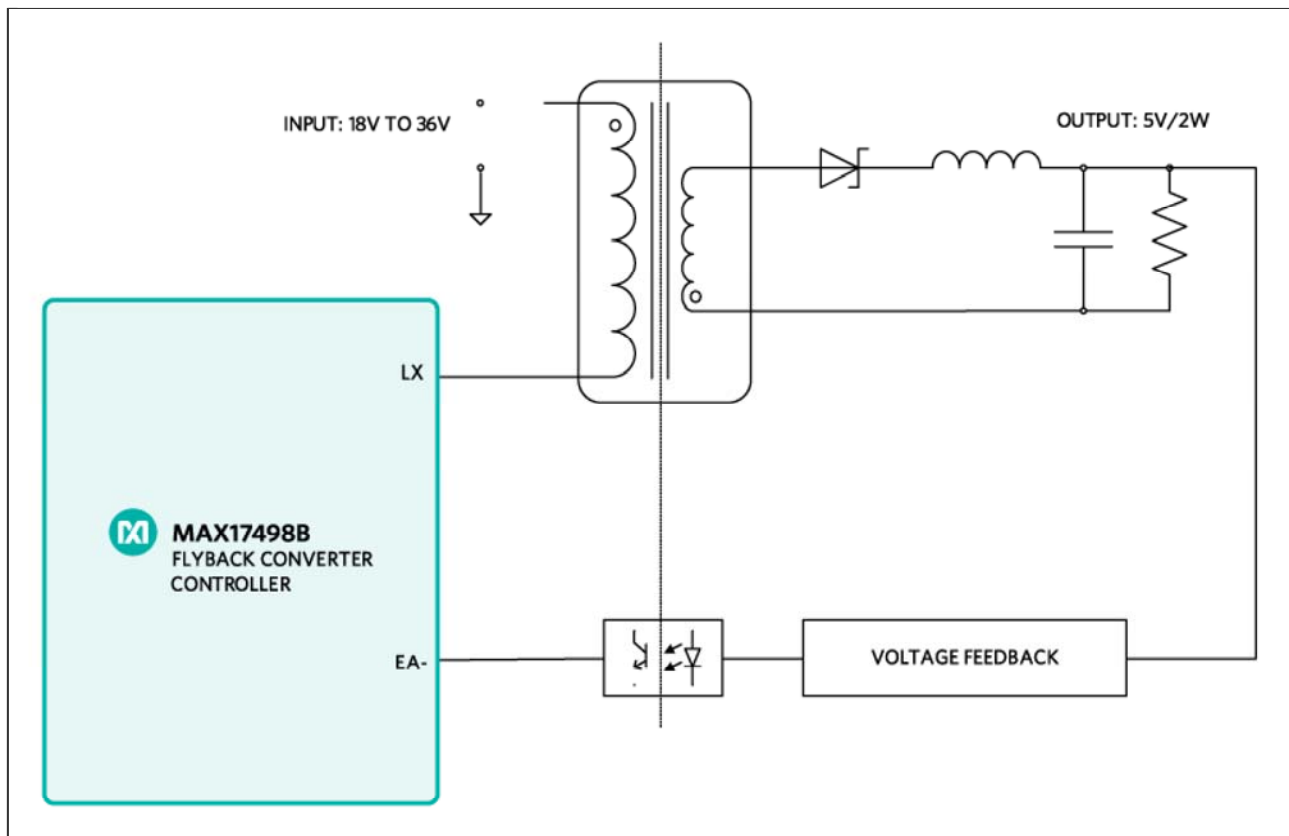 INPUT: 18V TO 36V
OUTPUT: 5V/2W
LX
MAX17498B
FLYBACK CONVERTER
CONTROLLER
EA-
VOLTAGE FEEDBACK